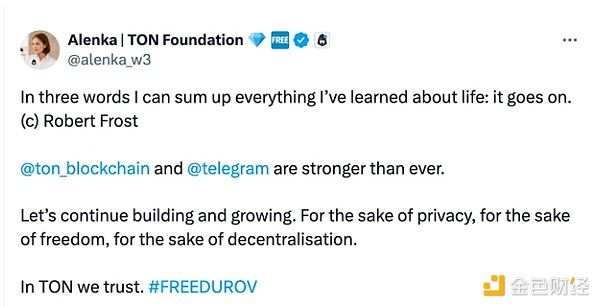 Alenka | TON Foundation 💎 FREE
@alenka_w3
In three words I can sum up everything I’ve learned about life: it goes on.
(c) Robert Frost
@ton_blockchain and @telegram are stronger than ever.
Let’s continue building and growing. For the sake of privacy, for the sake
of freedom, for the sake of decentralisation.
In TON we trust. #FREEDUROV
金色财经